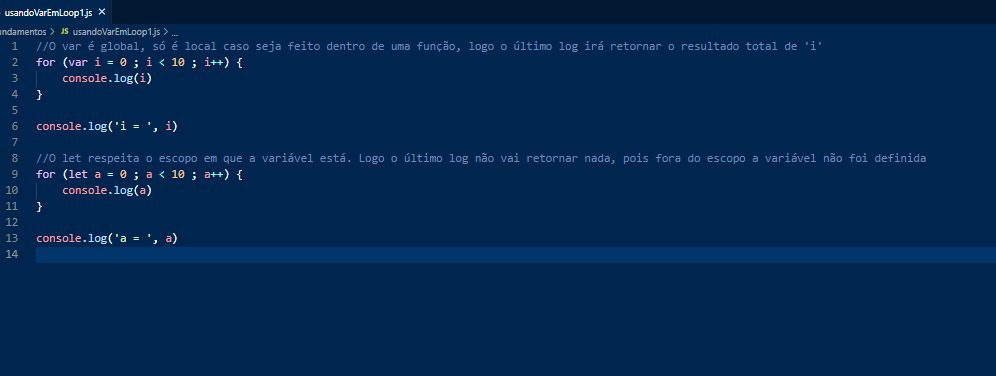 usandoVarEmLoop1.js ×
undamentos > JS usandoVarEmLoop1.js > ...
1 //O var é global, só é local caso seja feito dentro de uma função, logo o último log irá retornar o resultado total de 'i'
2 for (var i = 0 ; i < 10 ; i++) {
3 console.log(i)
4 }
5
6 console.log('i = ', i)
7
8 //O let respeita o escopo em que a variável está. Logo o último log não vai retornar nada, pois fora do escopo a variável não foi definida
9 for (let a = 0 ; a < 10 ; a++) {
10 console.log(a)
11 }
12
13 console.log('a = ', a)
14